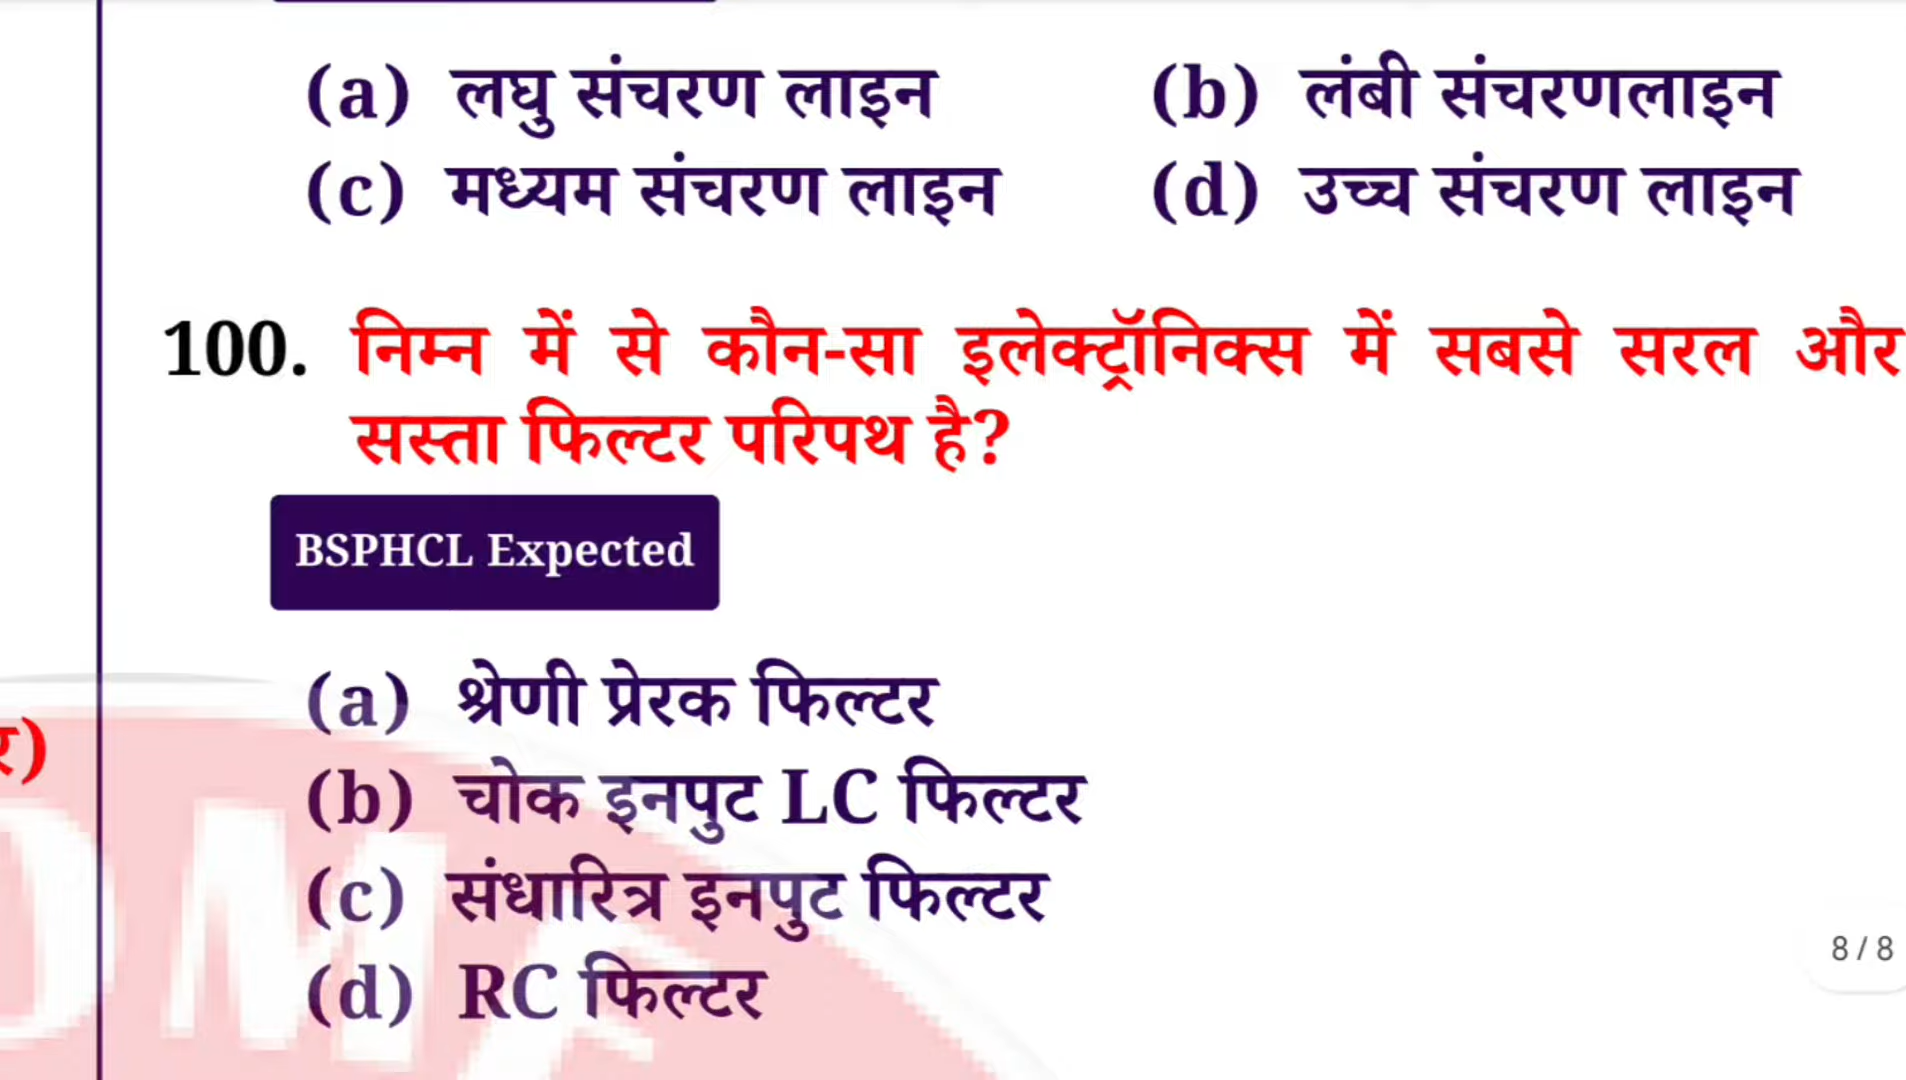 (a) लघु संचरण लाइन (b) लंबी संचरणलाइन
(c) मध्यम संचरण लाइन (d) उच्च संचरण लाइन
100. निम्न में से कौन-सा इलेक्ट्रॉनिक्स में सबसे सरल और
सस्ता फिल्टर परिपथ है?
BSPHCL Expected
(a) श्रेणी प्रेरक फिल्टर
र)
(b) चोक इनपुट LC फिल्टर
(c) संधारित्र इनपुट फिल्टर
8 / 8
(d) RC फिल्टर